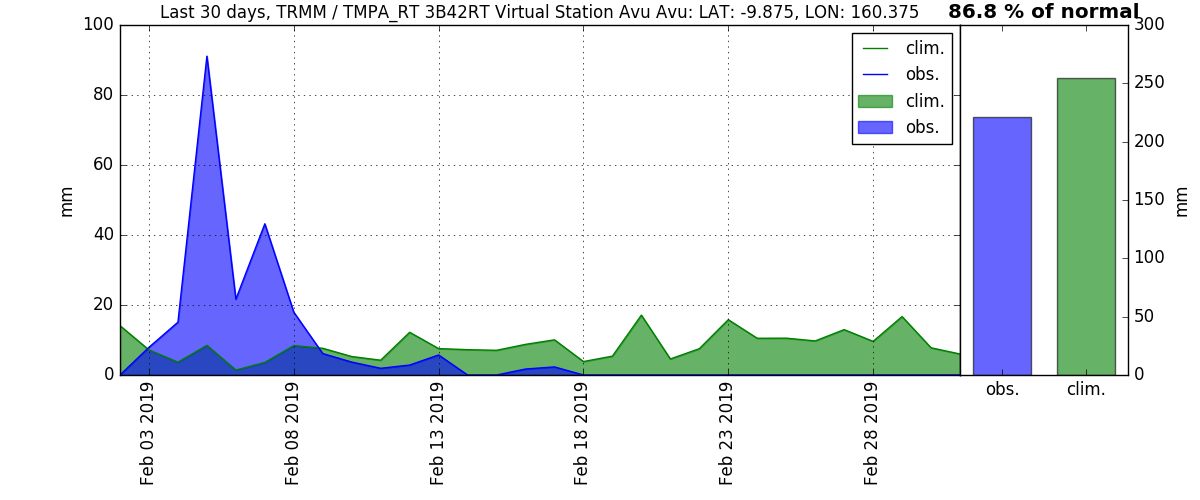 Last 30 days, TRMM / TMPA_RT 3B42RT Virtual Station Avu Avu: LAT: -9.875, LON: 160.375
86.8 % of normal
100
80
60
40
20
0
mm
clim.
obs.
clim.
obs.
Feb 03 2019
Feb 08 2019
Feb 13 2019
Feb 18 2019
Feb 23 2019
Feb 28 2019
300
250
200
150
100
50
0
mm
obs.
clim.